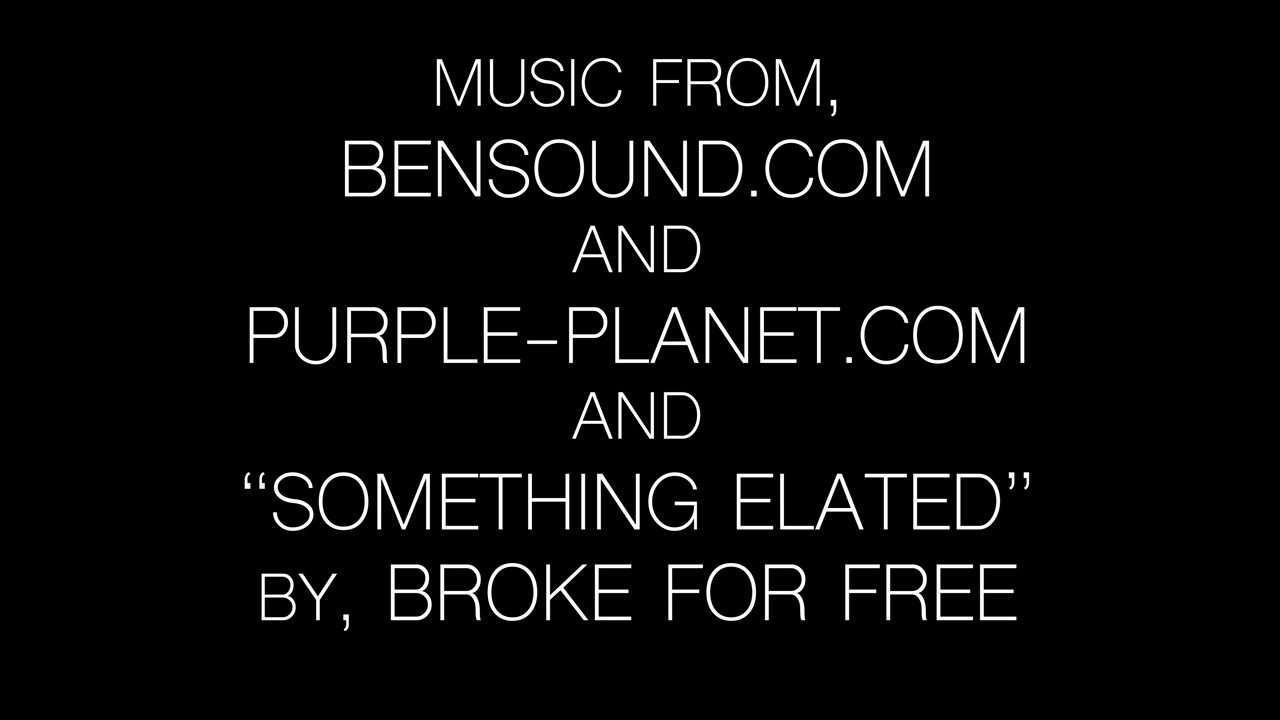 MUSIC FROM,
BENSOUND.COM
AND
PURPLE-PLANET.COM
AND
“SOMETHING ELATED”
BY, BROKE FOR FREE